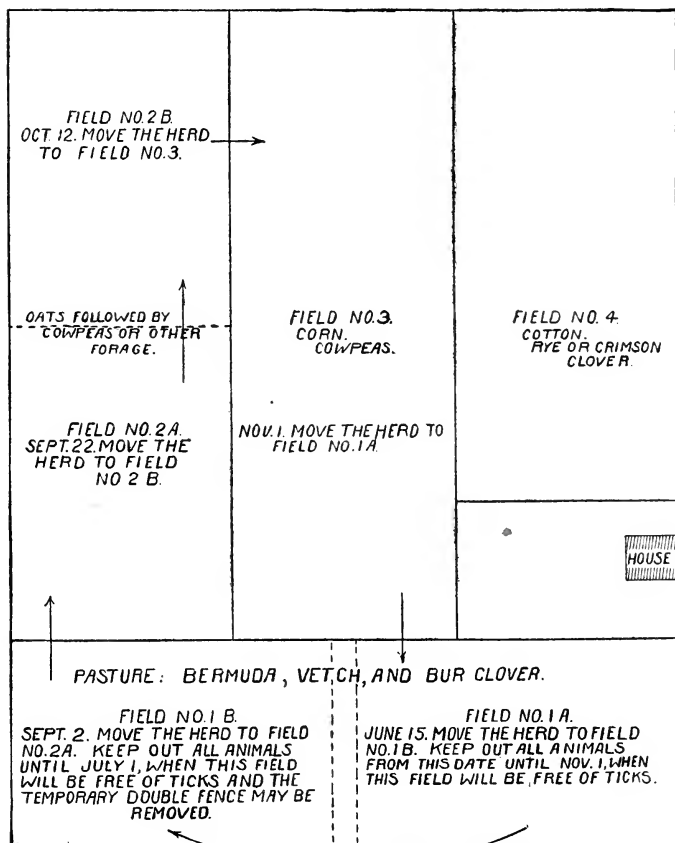 FIELD NO. 2 B.
OCT. 12. MOVE THE HERD
TO FIELD NO. 3.
OATS FOLLOWED BY
COWPEAS OR OTHER
FORAGE.
FIELD NO. 2 A.
SEPT. 22. MOVE THE
HERD TO FIELD
NO 2 B.
FIELD NO. 3.
CORN.
COWPEAS.
NOV. 1. MOVE THE HERD TO
FIELD NO. 1 A
FIELD NO. 4.
COTTON.
RYE OR CRIMSON
CLOVER.
HOUSE
PASTURE: BERMUDA, VETCH, AND BUR CLOVER.
FIELD NO. 1 B.
SEPT. 2. MOVE THE HERD TO FIELD
NO. 2A. KEEP OUT ALL ANIMALS
UNTIL JULY 1, WHEN THIS FIELD
WILL BE FREE OF TICKS AND THE
TEMPORARY DOUBLE FENCE MAY BE
REMOVED.
FIELD NO. 1 A.
JUNE 15. MOVE THE HERD TO FIELD
NO. 1B. KEEP OUT ALL ANIMALS
FROM THIS DATE UNTIL NOV. 1, WHEN
THIS FIELD WILL BE FREE OF TICKS.